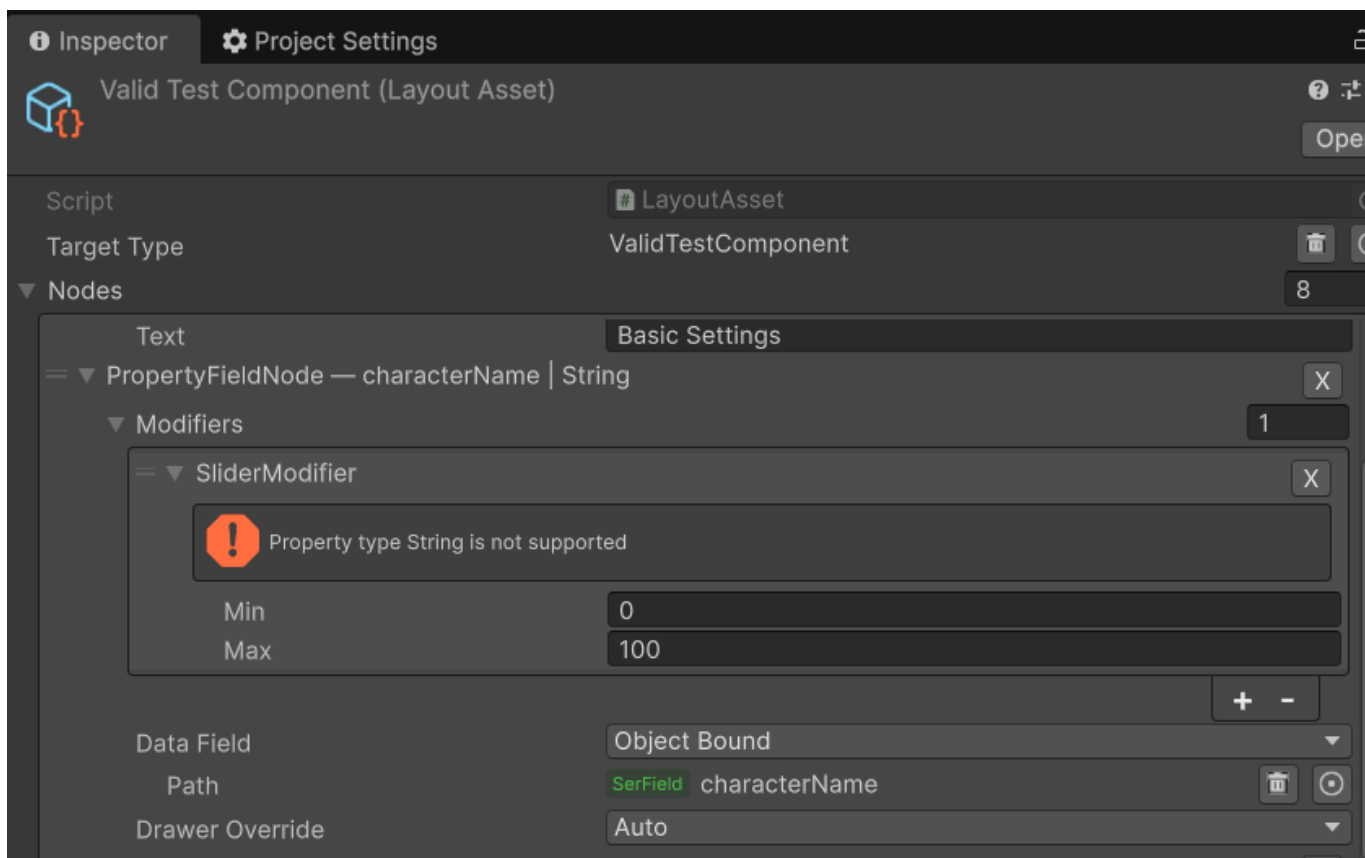 Inspector Project Settings
Valid Test Component (Layout Asset)
Script LayoutAsset
Target Type ValidTestComponent
Nodes 8
Text Basic Settings
PropertyFieldNode — characterName | String X
Modifiers 1
SliderModifier X
Property type String is not supported
Min 0
Max 100
+ -
Data Field Object Bound
Path SerField characterName
Drawer Override Auto